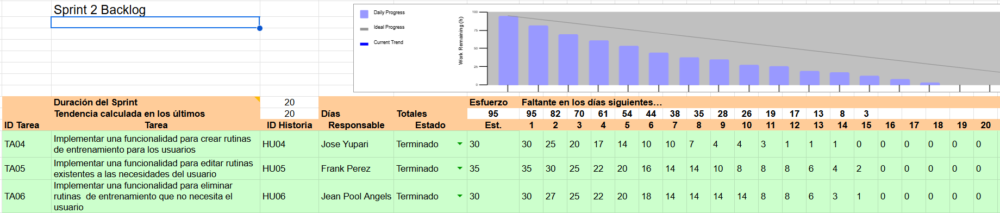 Sprint 2 Backlog
Daily Progress
Ideal Progress
Current Trend
Work Remaining (h)
100
75
50
25
0
Duración del Sprint 20 Esfuerzo Faltante en los días siguientes...
Tendencia calculada en los últimos 20 Días Totales 95 95 82 70 61 54 44 38 35 28 26 19 17 13 8 3
ID Tarea Tarea ID Historia Responsable Estado Est. 1 2 3 4 5 6 7 8 9 10 11 12 13 14 15 16 17 18 19 20
TA04 Implementar una funcionalidad para crear rutinas
de entrenamiento para los usuarios HU04 Jose Yupari Terminado 30 30 25 20 17 14 10 10 7 4 4 3 1 1 1 0 0 0 0 0 0
TA05 Implementar una funcionalidad para editar rutinas
existentes a las necesidades del usuario HU05 Frank Perez Terminado 35 35 30 25 22 20 16 14 14 10 8 8 8 6 4 2 0 0 0 0 0
TA06 Implementar una funcionalidad para eliminar
rutinas de entrenamiento que no necesita el
usuario HU06 Jean Pool Angels Terminado 30 30 27 25 22 20 18 14 14 14 14 8 8 6 3 1 0 0 0 0 0